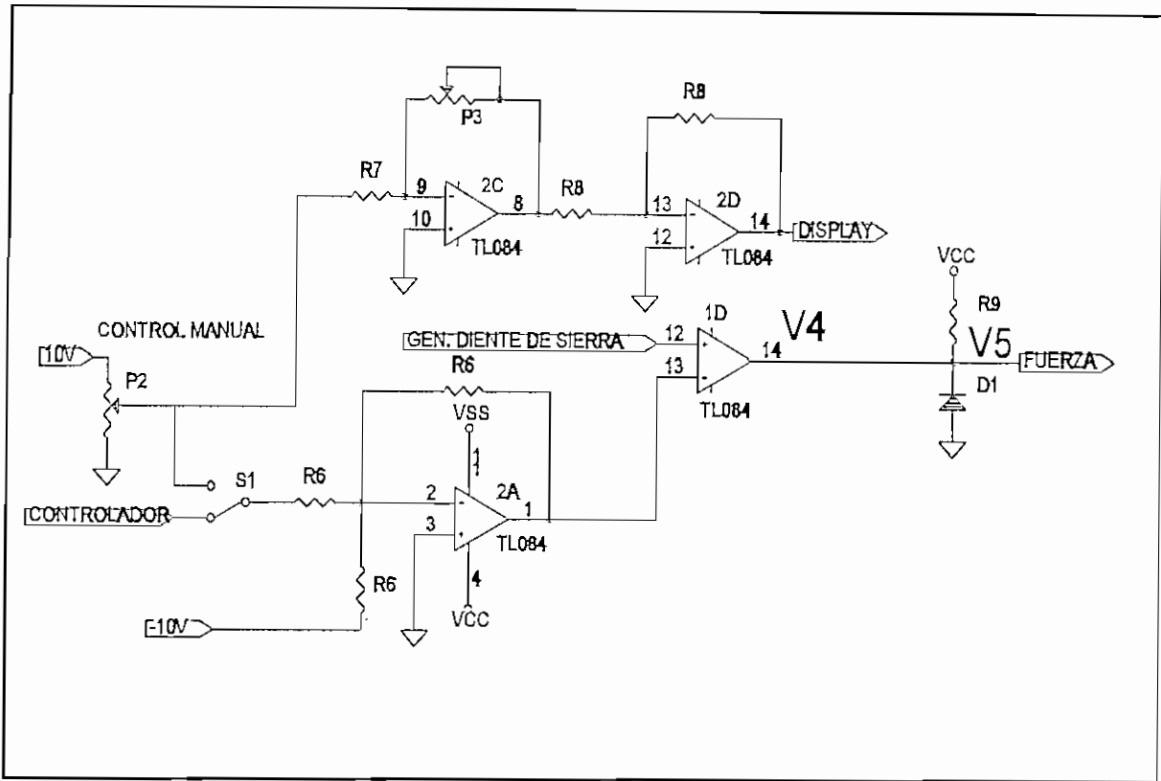 R8
P3
R7
9
2C
8
R8
13
2D
14
DISPLAY
10
TL084
12
TL084
VCC
R9
CONTROL MANUAL
1D
V4
GEN. DIENTE DE SIERRA
12
14
V5
FUERZA
10V
R6
13
D1
P2
VSS
TL084
11
S1
R6
2
2A
1
CONTROLADOR
3
TL084
R6
4
-10V
VCC